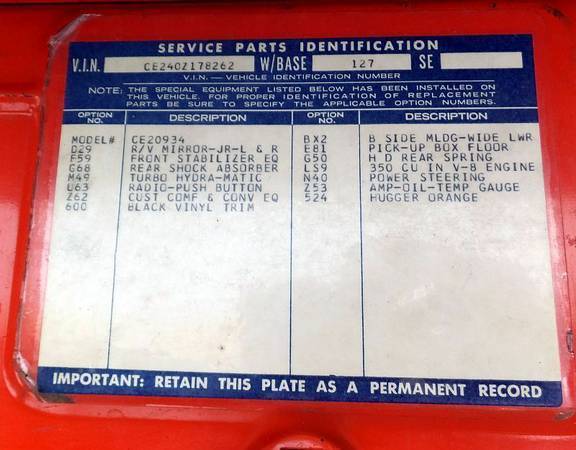 SERVICE PARTS IDENTIFICATION
V.I.N. CE240Z178262 W/BASE 127 SE
V.I.N. — VEHICLE IDENTIFICATION NUMBER
NOTE: THE SPECIAL EQUIPMENT LISTED BELOW HAS BEEN INSTALLED ON
THIS VEHICLE. FOR PROPER IDENTIFICATION OF REPLACEMENT
PARTS BE SURE TO SPECIFY THE APPLICABLE OPTION NUMBERS.
OPTION NO. DESCRIPTION OPTION NO. DESCRIPTION
MODEL# CE20934 BX2 B SIDE MLDG-WIDE LWR
D29 R/V MIRROR-JR-L & R E81 PICK-UP BOX FLOOR
F59 FRONT STABILIZER EQ G50 H D REAR SPRING
G68 REAR SHOCK ABSORBER LS9 350 CU IN V-8 ENGINE
M49 TURBO HYDRA-MATIC N40 POWER STEERING
U63 RADIO-PUSH BUTTON Z53 AMP-OIL-TEMP GAUGE
Z62 CUST COMF & CONV EQ 524 HUGGER ORANGE
600 BLACK VINYL TRIM
IMPORTANT: RETAIN THIS PLATE AS A PERMANENT RECORD